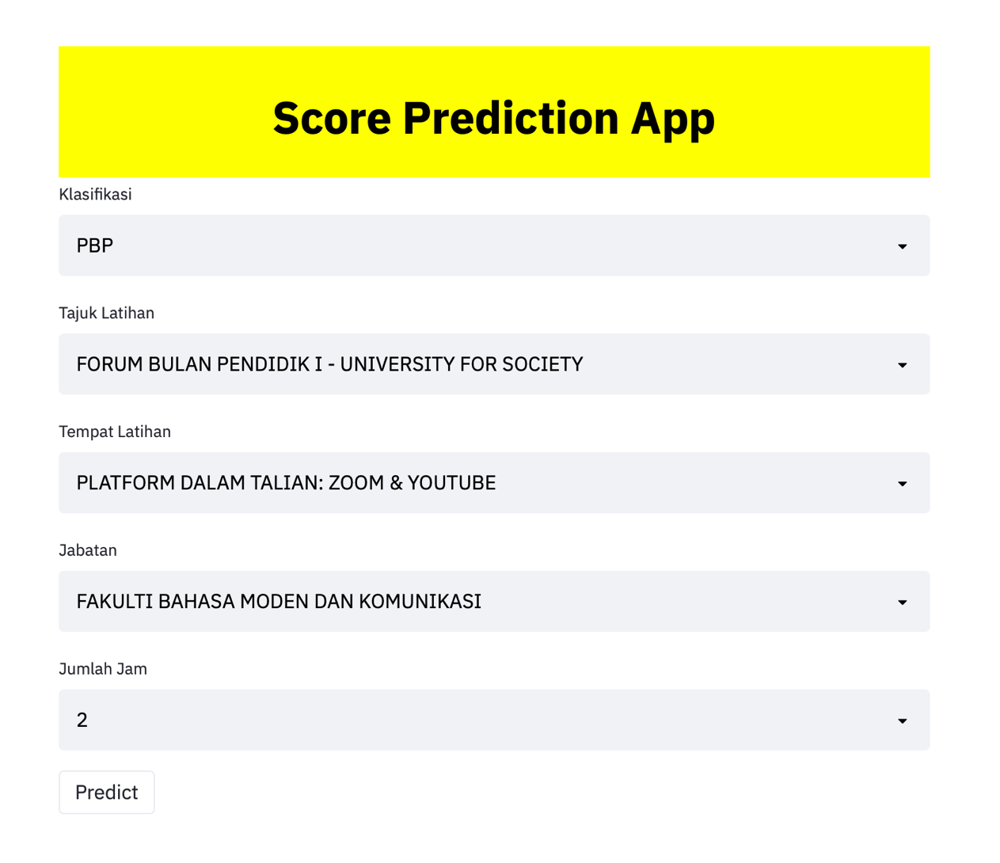 Score Prediction App
Klasifikasi
PBP
Tajuk Latihan
FORUM BULAN PENDIDIK I - UNIVERSITY FOR SOCIETY
Tempat Latihan
PLATFORM DALAM TALIAN: ZOOM & YOUTUBE
Jabatan
FAKULTI BAHASA MODEN DAN KOMUNIKASI
Jumlah Jam
2
Predict